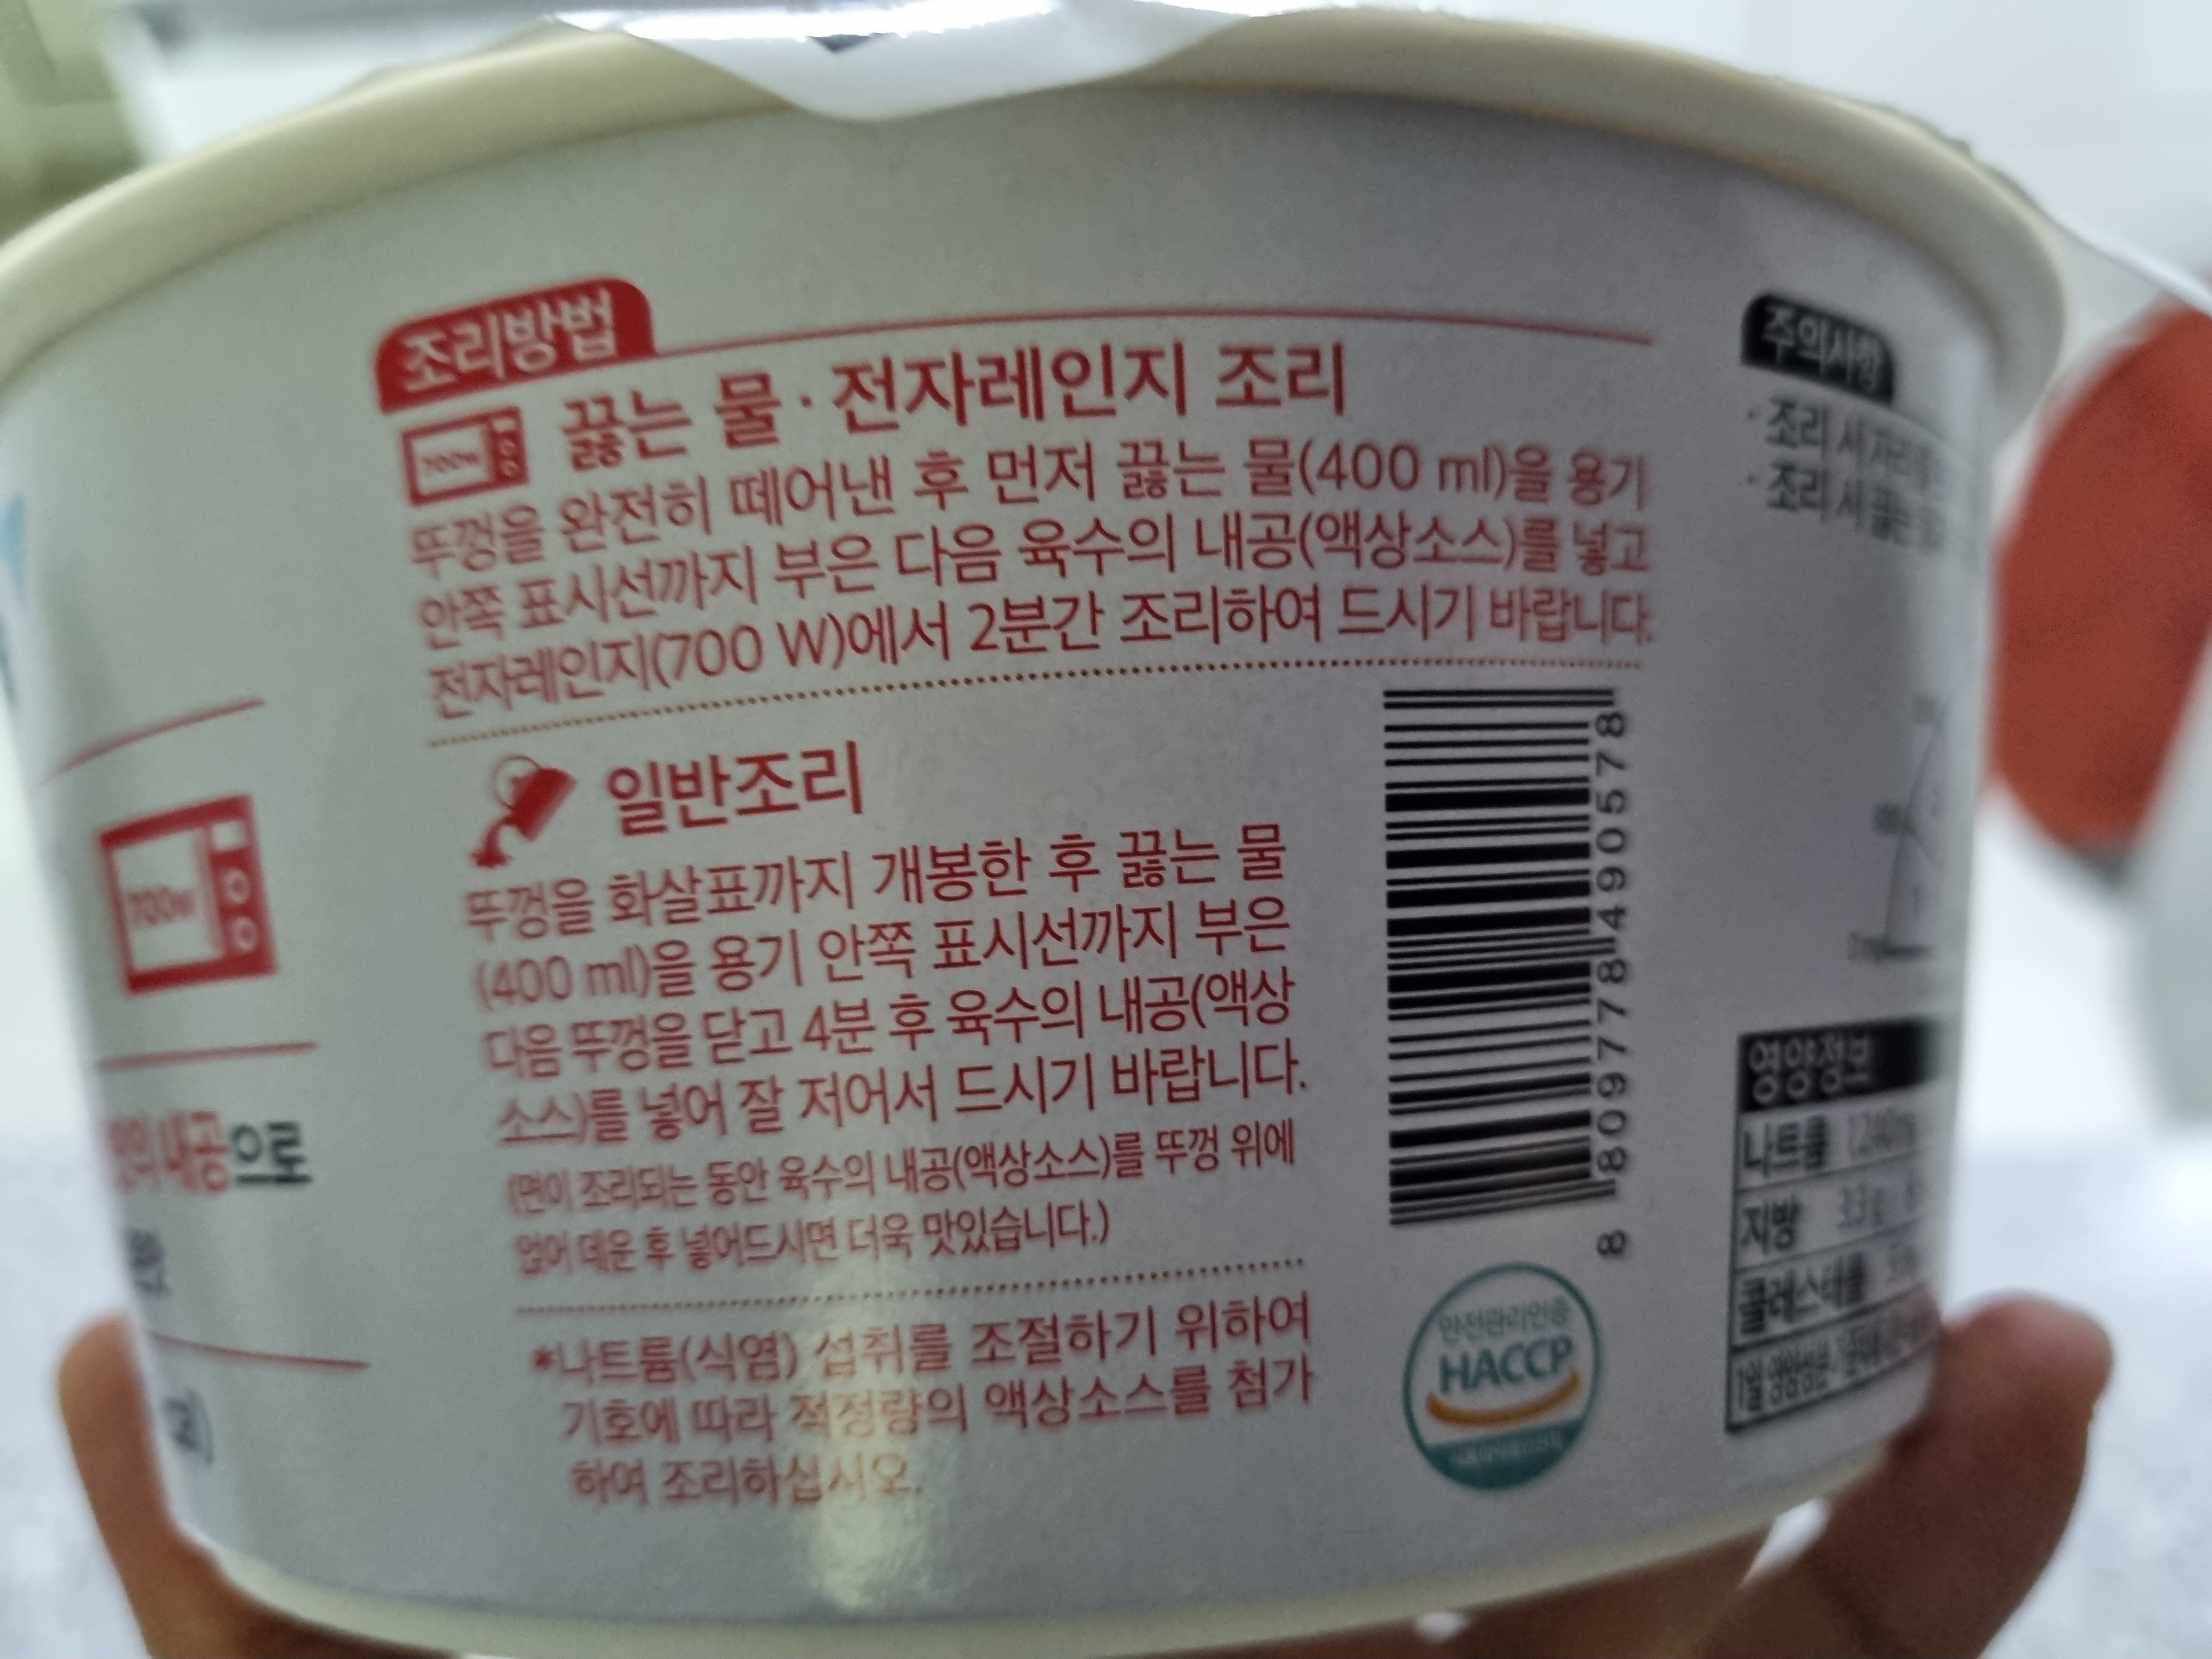 조리방법
700W
끓는 물 · 전자레인지 조리
뚜껑을 완전히 떼어낸 후 먼저 끓는 물(400 ml)을 용기
안쪽 표시선까지 부은 다음 육수의 내공(액상소스)를 넣고
전자레인지(700 W)에서 2분간 조리하여 드시기 바랍니다.
일반조리
뚜껑을 화살표까지 개봉한 후 끓는 물
(400 ml)을 용기 안쪽 표시선까지 부은
다음 뚜껑을 닫고 4분 후 육수의 내공(액상
소스)를 넣어 잘 저어서 드시기 바랍니다.
(면이 조리되는 동안 육수의 내공(액상소스)를 뚜껑 위에
얹어 데운 후 넣어드시면 더욱 맛있습니다.)
*나트륨(식염) 섭취를 조절하기 위하여
기호에 따라 적정량의 액상소스를 첨가
하여 조리하십시오.
8 809778 490578
안전관리인증
HACCP
700W
내공으로
주의사항
· 조리 시
· 조리 시 끓는
영양정보
나트륨
지방
콜레스테롤